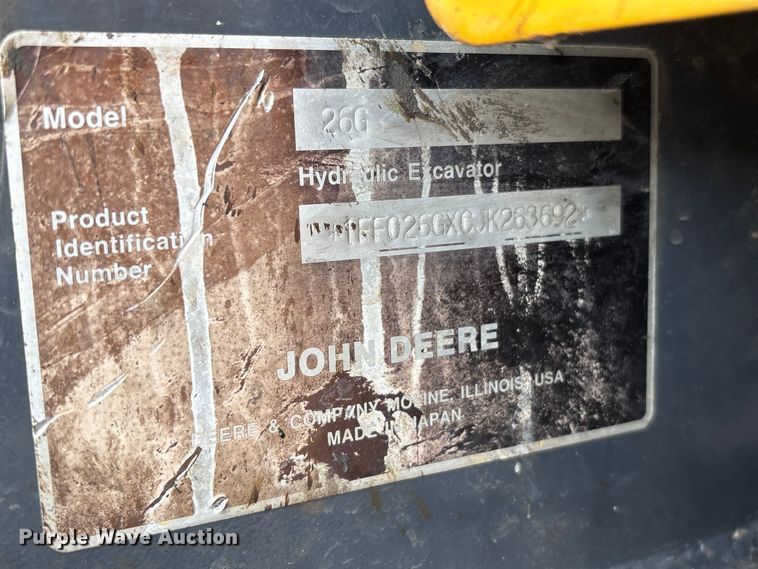 Model 26G
Hydraulic Excavator
Product
Identification
Number
*1FF026GXCJK263692*
JOHN DEERE
DEERE & COMPANY MOLINE, ILLINOIS, USA
MADE IN JAPAN
Purple Wave Auction